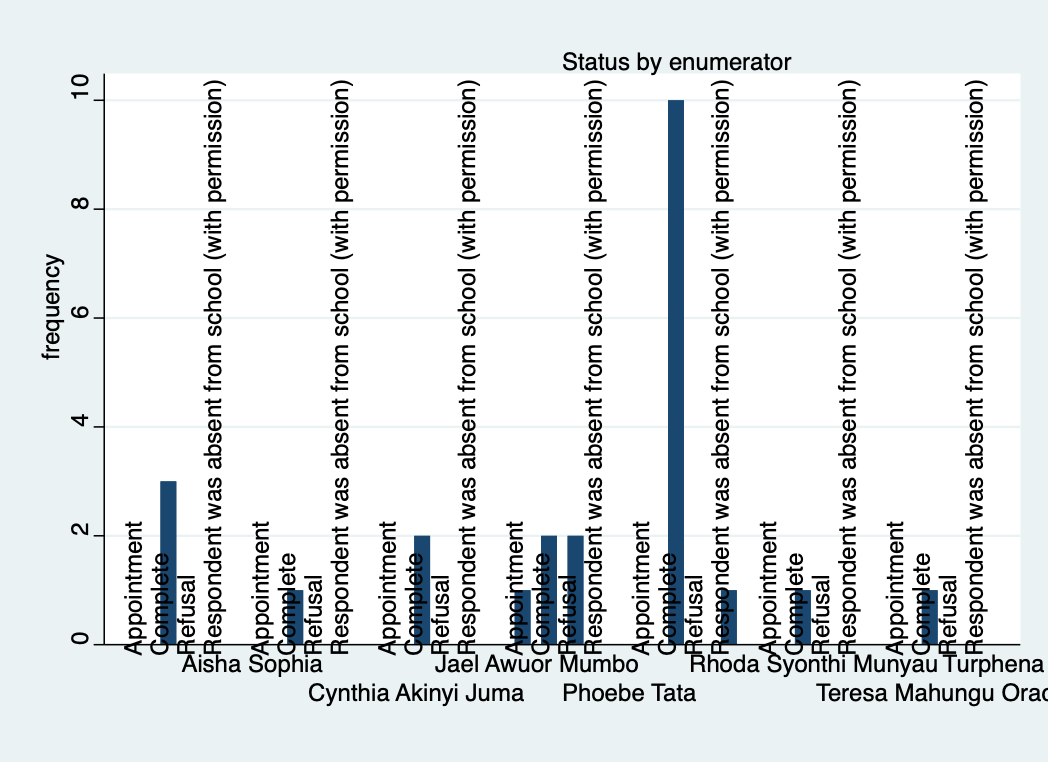 Status by enumerator
frequency
10
8
6
4
2
0
Appointment
Complete
Refusal
Respondent was absent from school (with permission)
Appointment
Complete
Refusal
Respondent was absent from school (with permission)
Appointment
Complete
Refusal
Respondent was absent from school (with permission)
Appointment
Complete
Refusal
Respondent was absent from school (with permission)
Appointment
Complete
Refusal
Respondent was absent from school (with permission)
Appointment
Complete
Refusal
Respondent was absent from school (with permission)
Appointment
Complete
Refusal
Respondent was absent from school (with permission)
Aisha Sophia
Jael Awuor Mumbo
Rhoda Syonthi Munyau
Turphena
Cynthia Akinyi Juma
Phoebe Tata
Teresa Mahungu